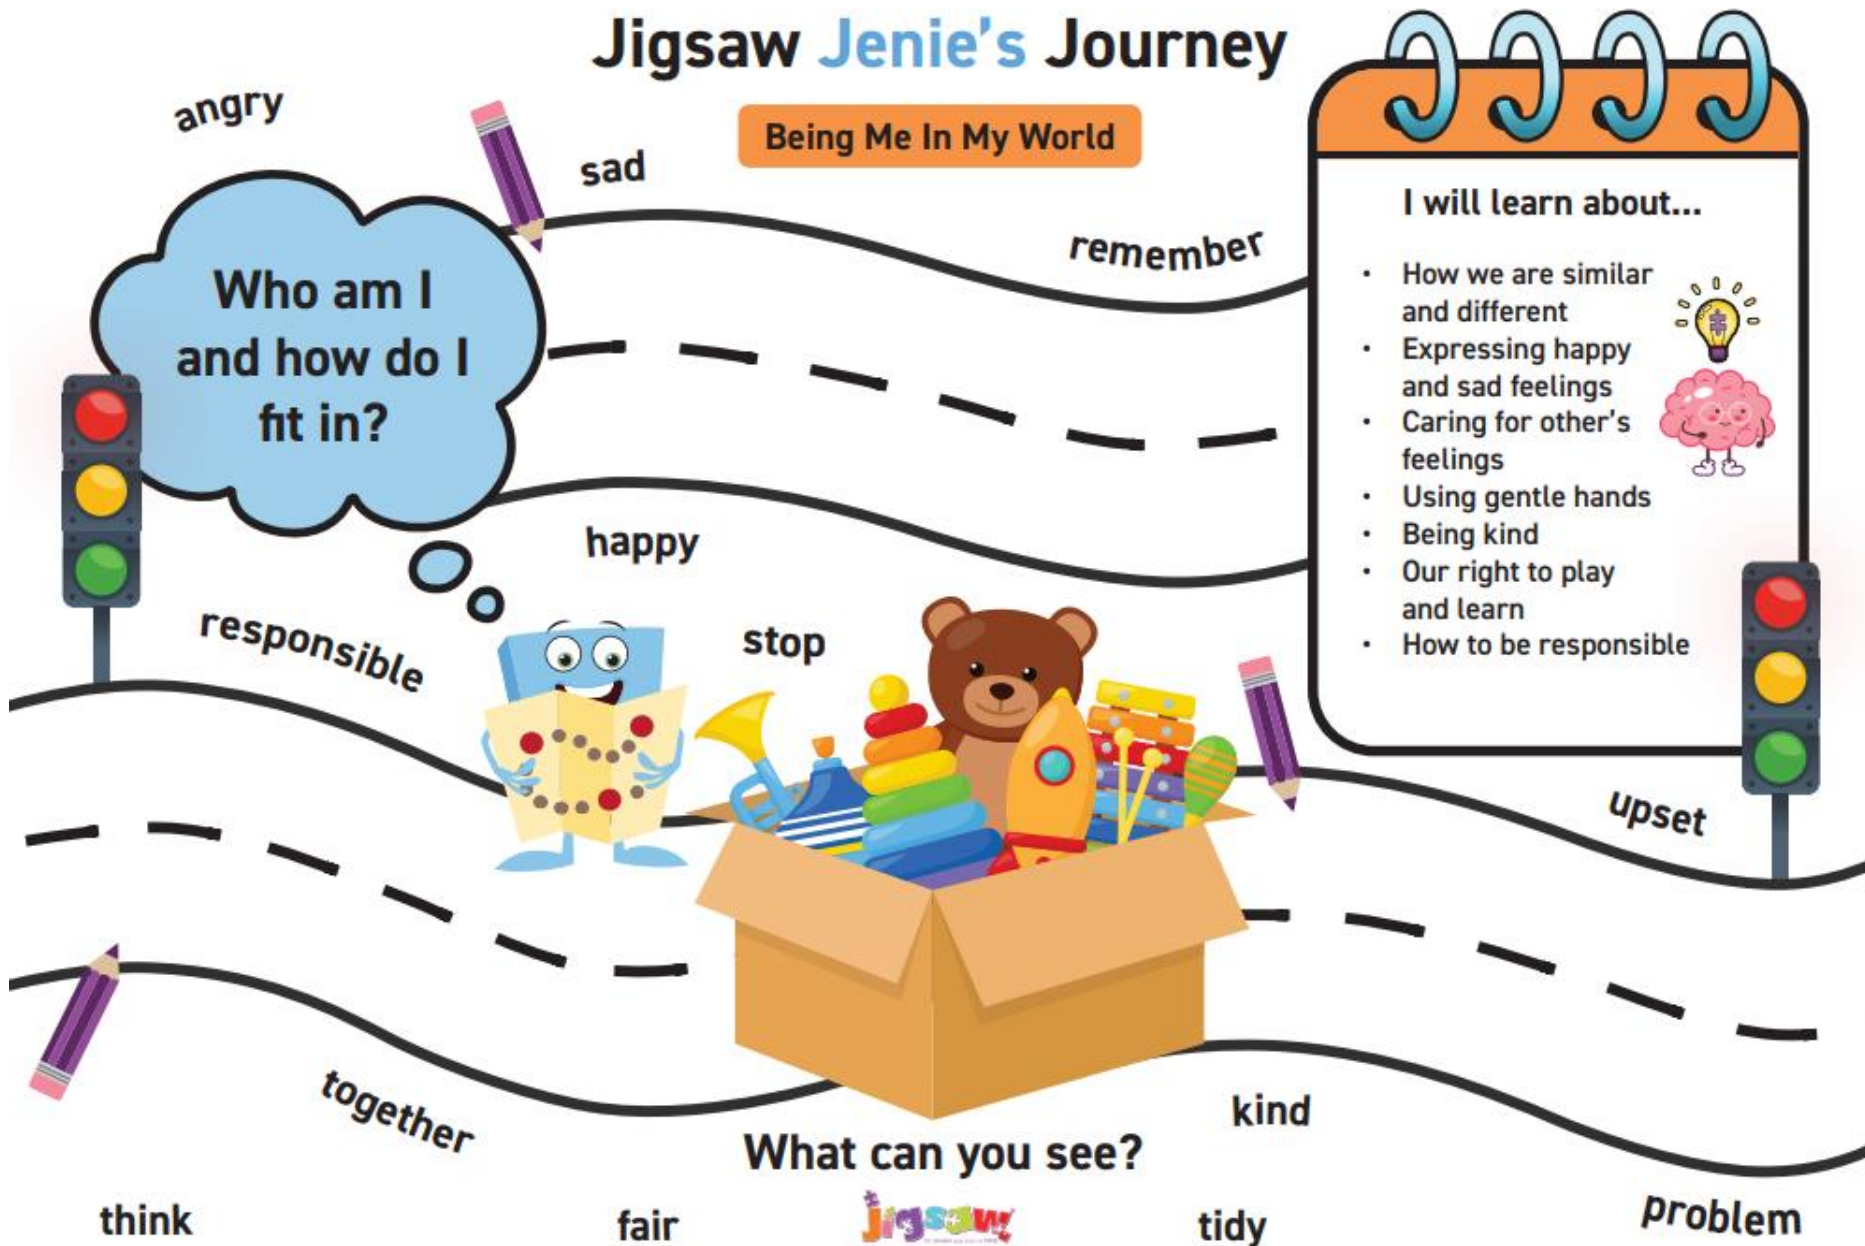 Jigsaw Jenie's Journey
Being Me In My World
angry
sad
remember
Who am I
and how do I
fit in?
I will learn about...
• How we are similar
and different
• Expressing happy
and sad feelings
• Caring for other's
feelings
• Using gentle hands
• Being kind
• Our right to play
and learn
• How to be responsible
happy
responsible
stop
upset
together
kind
What can you see?
think
fair
jigsaw
tidy
problem